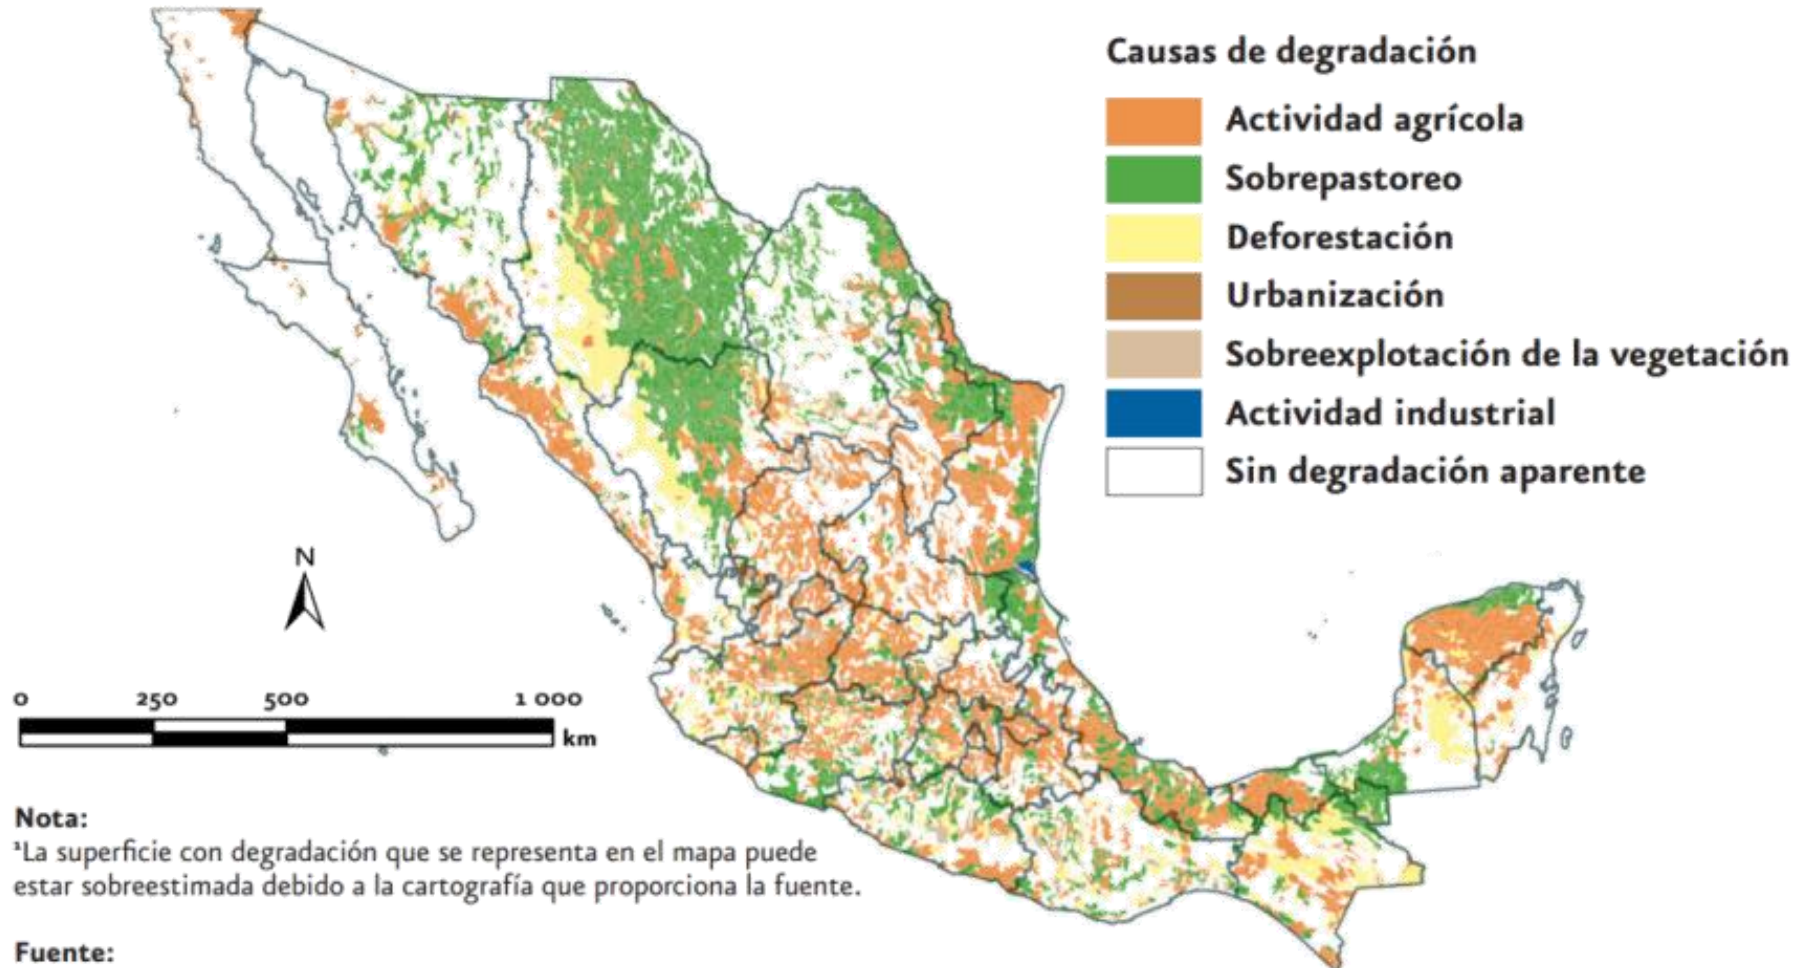 Causas de degradación
Actividad agrícola
Sobrepastoreo
Deforestación
Urbanización
Sobreexplotación de la vegetación
Actividad industrial
Sin degradación aparente
N
0 250 500 1 000
km
Nota:
¹La superficie con degradación que se representa en el mapa puede
estar sobreestimada debido a la cartografía que proporciona la fuente.
Fuente: